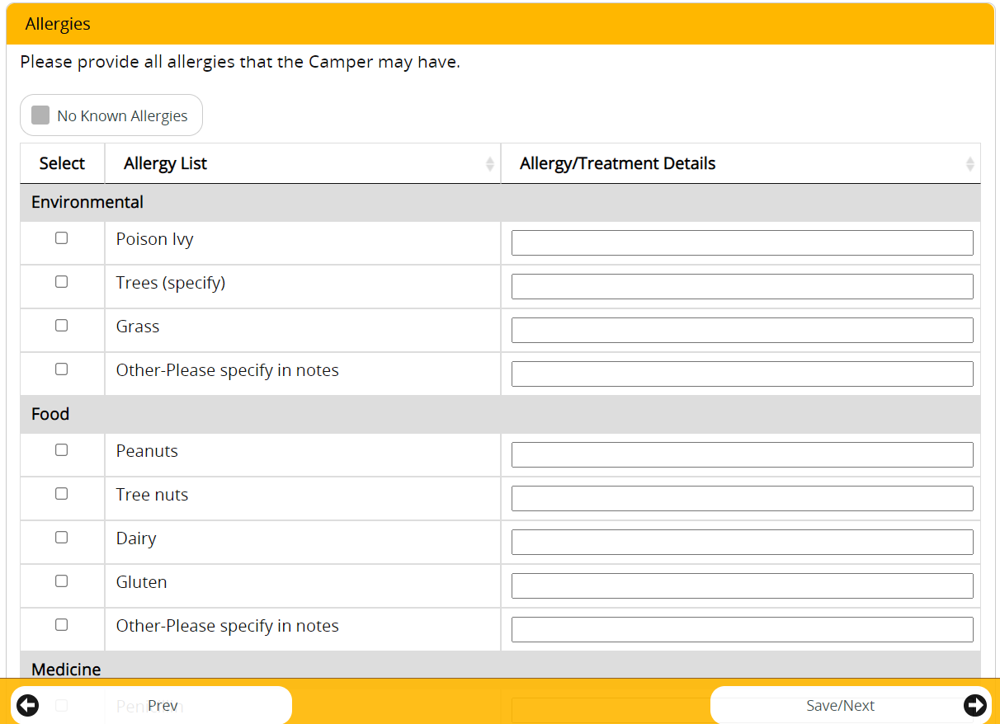 Allergies
Please provide all allergies that the Camper may have.
No Known Allergies
Select Allergy List Allergy/Treatment Details
Environmental
Poison Ivy
Trees (specify)
Grass
Other-Please specify in notes
Food
Peanuts
Tree nuts
Dairy
Gluten
Other-Please specify in notes
Medicine
Prev Save/Next